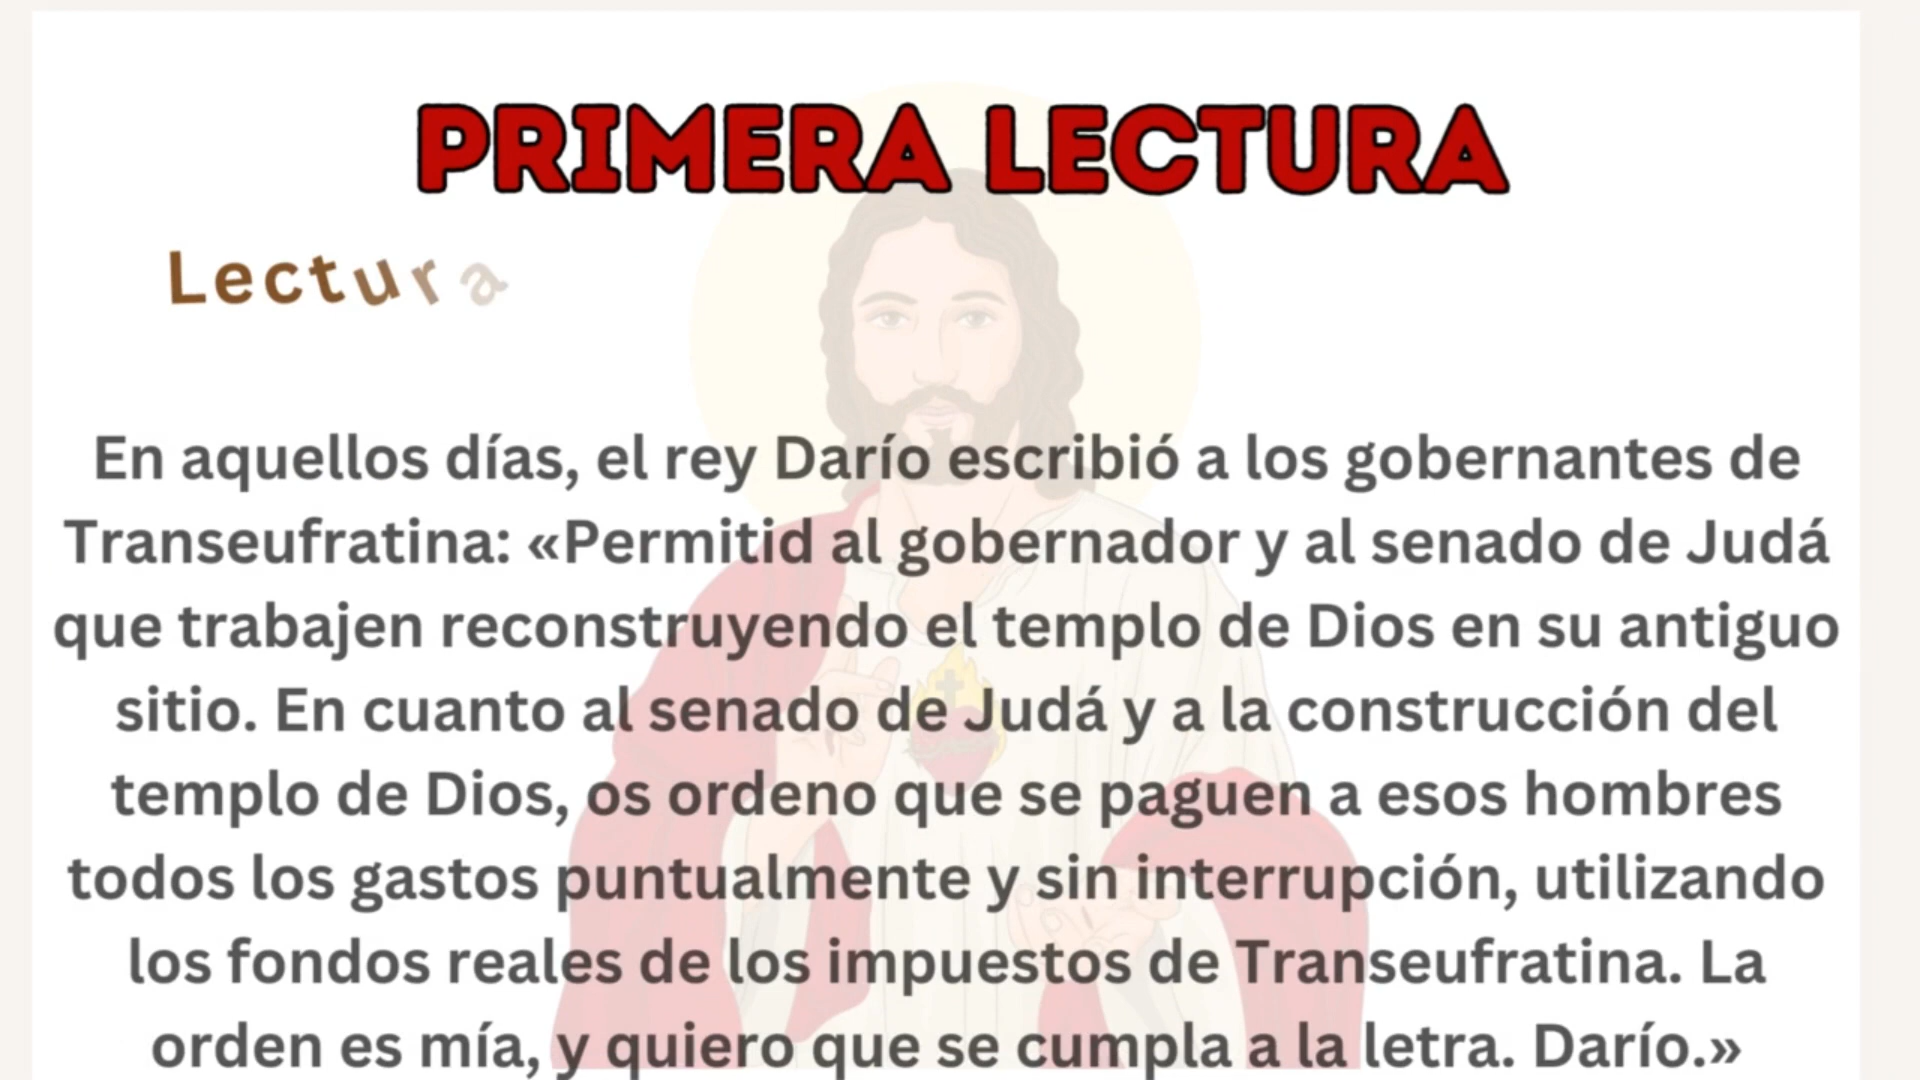 PRIMERA LECTURA
Lectura
En aquellos días, el rey Darío escribió a los gobernantes de
Transeufratina: «Permitid al gobernador y al senado de Judá
que trabajen reconstruyendo el templo de Dios en su antiguo
sitio. En cuanto al senado de Judá y a la construcción del
templo de Dios, os ordeno que se paguen a esos hombres
todos los gastos puntualmente y sin interrupción, utilizando
los fondos reales de los impuestos de Transeufratina. La
orden es mía, y quiero que se cumpla a la letra. Darío.»